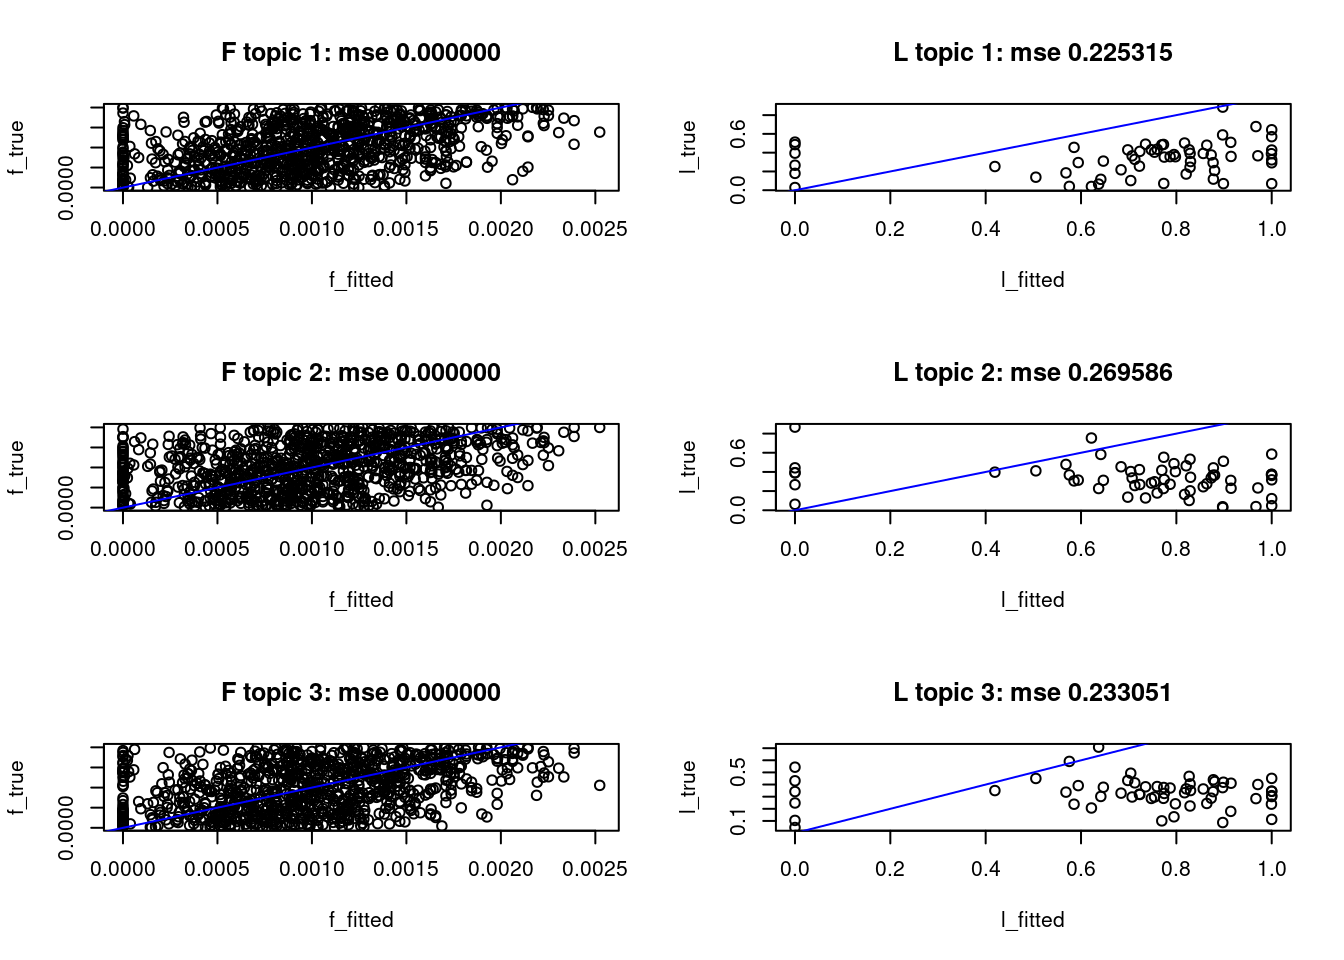 F topic 1: mse 0.000000
f_true
0.0000
0.0000 0.0005 0.0010 0.0015 0.0020 0.0025
f_fitted
L topic 1: mse 0.225315
l_true
0.0 0.6
0.0 0.2 0.4 0.6 0.8 1.0
l_fitted
F topic 2: mse 0.000000
f_true
0.0000
0.0000 0.0005 0.0010 0.0015 0.0020 0.0025
f_fitted
L topic 2: mse 0.269586
l_true
0.0 0.6
0.0 0.2 0.4 0.6 0.8 1.0
l_fitted
F topic 3: mse 0.000000
f_true
0.0000
0.0000 0.0005 0.0010 0.0015 0.0020 0.0025
f_fitted
L topic 3: mse 0.233051
l_true
0.1 0.5
0.0 0.2 0.4 0.6 0.8 1.0
l_fitted